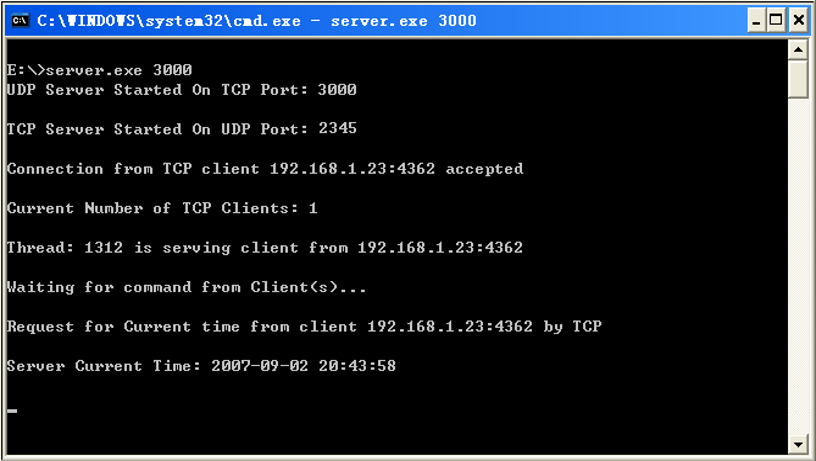 C:\WINDOWS\system32\cmd.exe - server.exe 3000
E:\>server.exe 3000
UDP Server Started On TCP Port: 3000
TCP Server Started On UDP Port: 2345
Connection from TCP client 192.168.1.23:4362 accepted
Current Number of TCP Clients: 1
Thread: 1312 is serving client from 192.168.1.23:4362
Waiting for command from Client(s)...
Request for Current time from client 192.168.1.23:4362 by TCP
Server Current Time: 2007-09-02 20:43:58